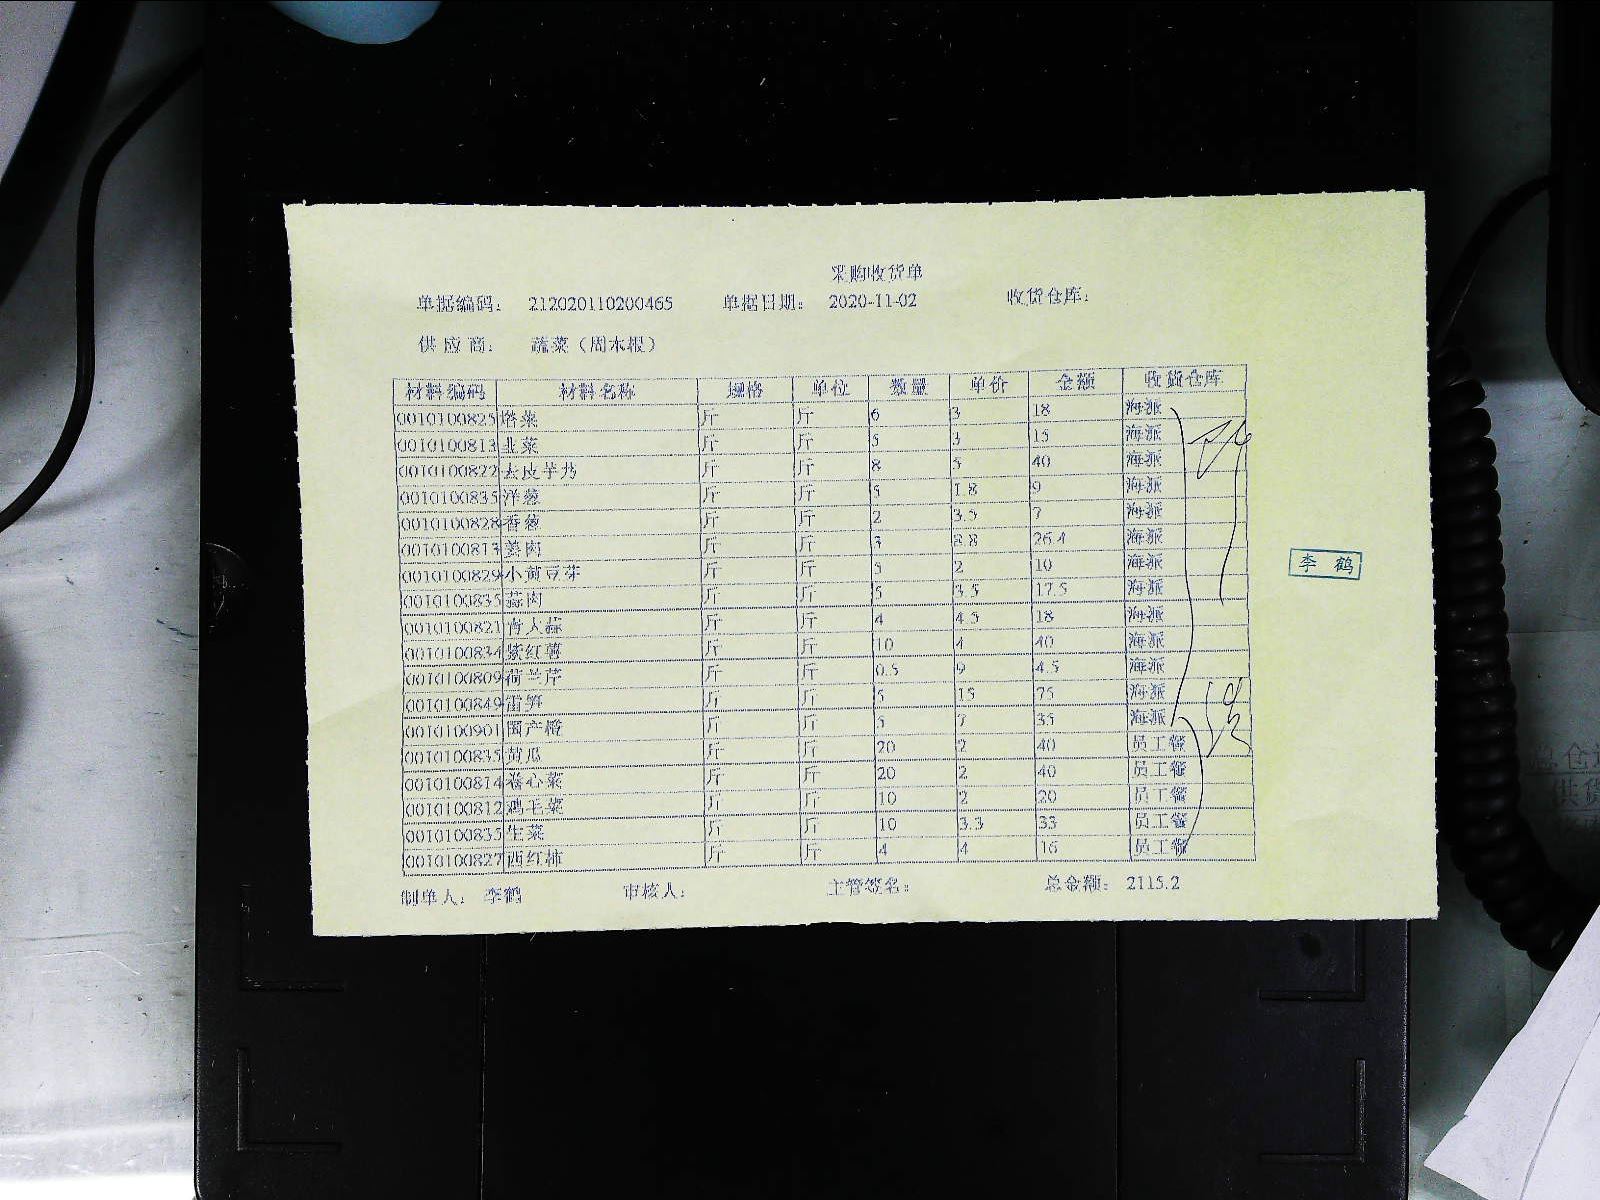 采购收货单
单据编码： 212020110200465 单据日期： 2020-11-02 收货仓库：
供应商： 蔬菜（周本根）
材料编码 材料名称 规格 单位 数量 单价 金额 收货仓库
0010100825 塔菜 斤 斤 6 3 18 海派
0010100813 韭菜 斤 斤 5 3 15 海派
0010100822 去皮芋艿 斤 斤 8 5 40 海派
0010100835 洋葱 斤 斤 5 1.8 9 海派
0010100828 香葱 斤 斤 2 3.5 7 海派
0010100813 姜肉 斤 斤 3 8.8 26.4 海派
0010100829 小黄豆芽 斤 斤 5 2 10 海派
0010100835 蒜肉 斤 斤 5 3.5 17.5 海派
0010100821 青大蒜 斤 斤 4 4.5 18 海派
0010100834 紫红薯 斤 斤 10 4 40 海派
0010100809 荷兰芹 斤 斤 0.5 9 4.5 海派
0010100849 雷笋 斤 斤 5 15 75 海派
0010100901 国产橙 斤 斤 5 7 35 海派
0010100835 黄瓜 斤 斤 20 2 40 员工餐
0010100814 卷心菜 斤 斤 20 2 40 员工餐
0010100812 鸡毛菜 斤 斤 10 2 20 员工餐
0010100835 生菜 斤 斤 10 3.3 33 员工餐
0010100827 西红柿 斤 斤 4 4 16 员工餐
制单人： 李鹤 审核人： 主管签名： 总金额： 2115.2
李 鹤